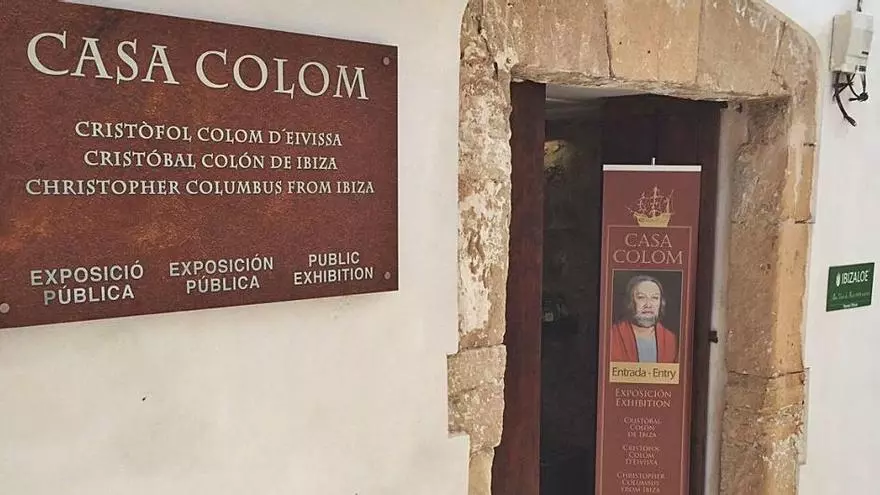 CASA COLOM
CRISTÒFOL COLOM D´EIVISSA
CRISTÓBAL COLÓN DE IBIZA
CHRISTOPHER COLUMBUS FROM IBIZA
EXPOSICIÓ
PÚBLICA
EXPOSICIÓN
PÚBLICA
PUBLIC
EXHIBITION
CASA
COLOM
Entrada - Entry
EXPOSICIÓN
EXHIBITION
CRISTÓBAL
COLÓN
DE IBIZA
CRISTÒFOL
COLOM
D´EIVISSA
CHRISTOPHER
COLUMBUS
FROM IBIZA
IBIZALOE